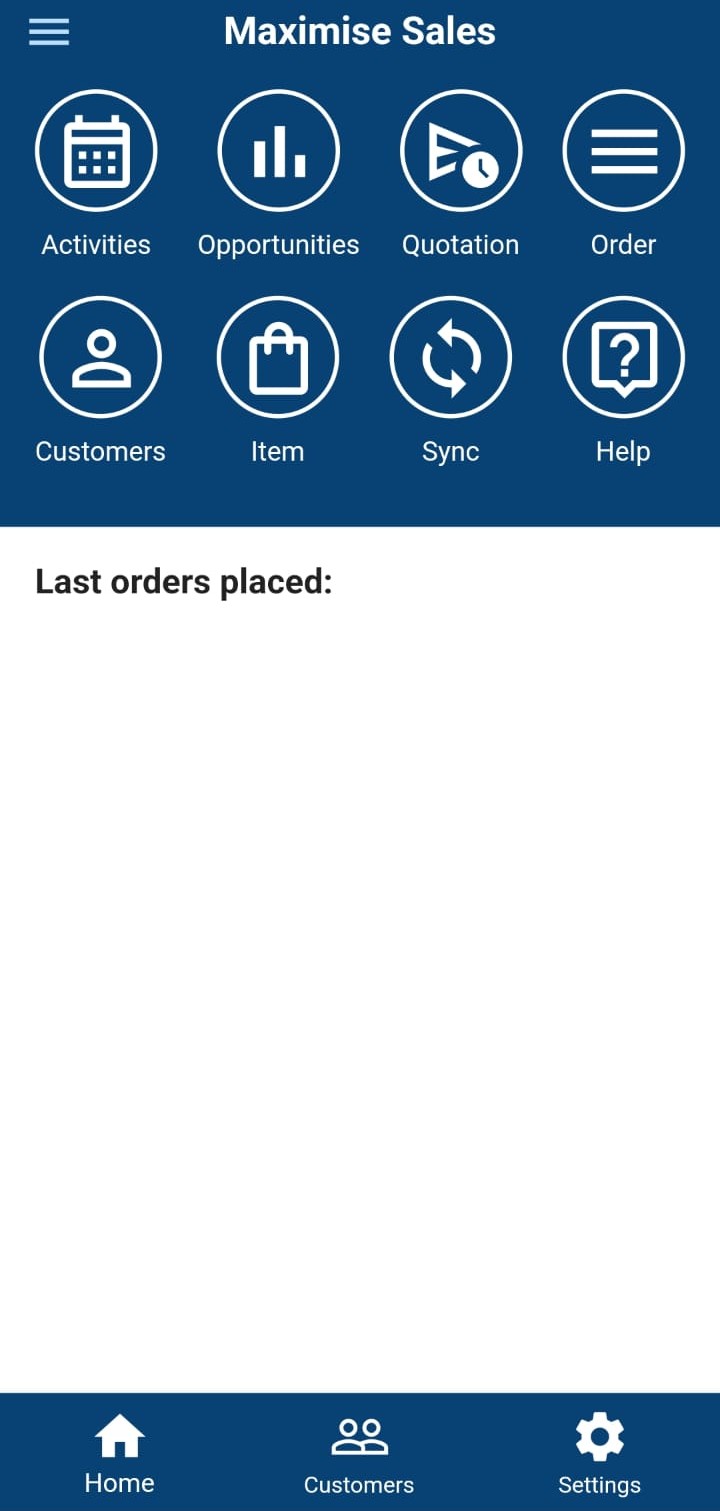 Maximise Sales
Activities Opportunities Quotation Order
Customers Item Sync Help
Last orders placed:
Home Customers Settings